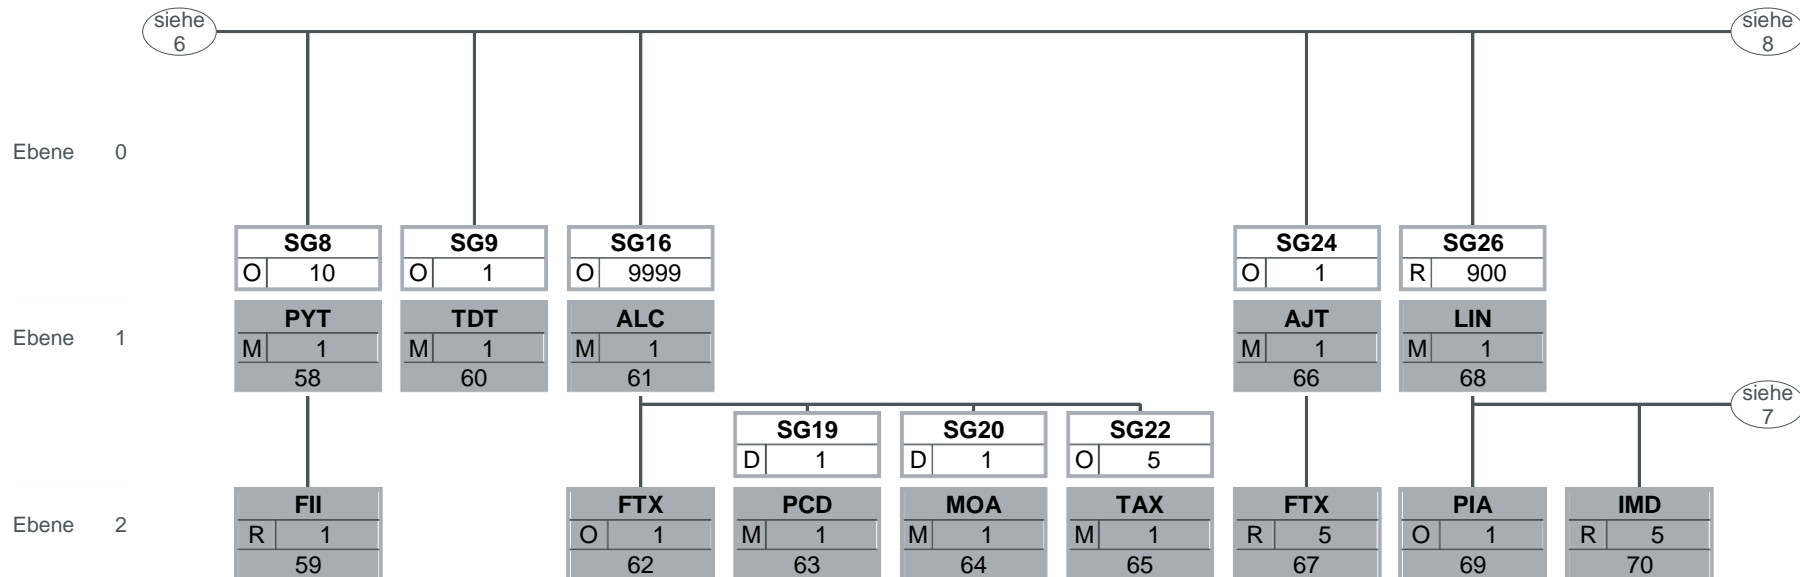 siehe
6
siehe
8
Ebene 0
SG8
O 10
SG9
O 1
SG16
O 9999
SG24
O 1
SG26
R 900
Ebene 1
PYT
M 1
58
TDT
M 1
60
ALC
M 1
61
AJT
M 1
66
LIN
M 1
68
siehe
7
SG19
D 1
SG20
D 1
SG22
O 5
Ebene 2
FII
R 1
59
FTX
O 1
62
PCD
M 1
63
MOA
M 1
64
TAX
M 1
65
FTX
R 5
67
PIA
O 1
69
IMD
R 5
70